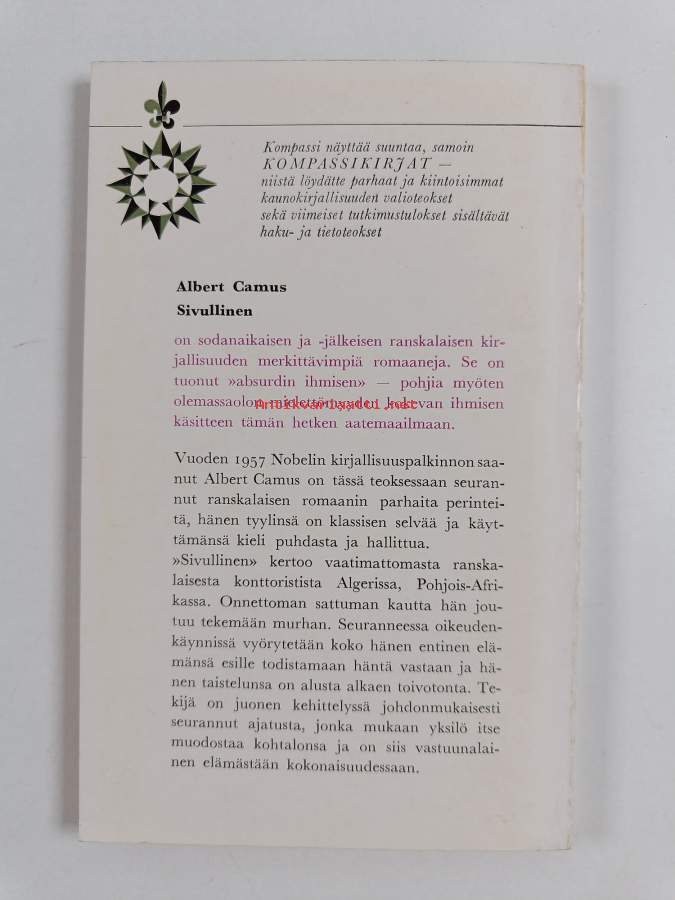 Kompassi näyttää suuntaa, samoin
KOMPASSIKIRJAT —
niistä löydätte parhaat ja kiintoisimmat
kaunokirjallisuuden valioteokset
sekä viimeiset tutkimustulokset sisältävät
haku- ja tietoteokset
Albert Camus
Sivullinen
on sodanaikaisen ja -jälkeisen ranskalaisen kir-
jallisuuden merkittävimpiä romaaneja. Se on
tuonut »absurdin ihmisen» — pohjia myöten
olemassaolon mielettömyyden kokevan ihmisen
Antikvariaatti.net
käsitteen tämän hetken aatemaailmaan.
Vuoden 1957 Nobelin kirjallisuuspalkinnon saa-
nut Albert Camus on tässä teoksessaan seuran-
nut ranskalaisen romaanin parhaita perintei-
tä, hänen tyylinsä on klassisen selvää ja käyt-
tämänsä kieli puhdasta ja hallittua.
»Sivullinen» kertoo vaatimattomasta ranska-
laisesta konttoristista Algerissa, Pohjois-Afri-
kassa. Onnettoman sattuman kautta hän jou-
tuu tekemään murhan. Seuranneessa oikeuden-
käynnissä vyörytetään koko hänen entinen elä-
mänsä esille todistamaan häntä vastaan ja hä-
nen taistelunsa on alusta alkaen toivotonta. Te-
kijä on juonen kehittelyssä johdonmukaisesti
seurannut ajatusta, jonka mukaan yksilö itse
muodostaa kohtalonsa ja on siis vastuunalai-
nen elämästään kokonaisuudessaan.